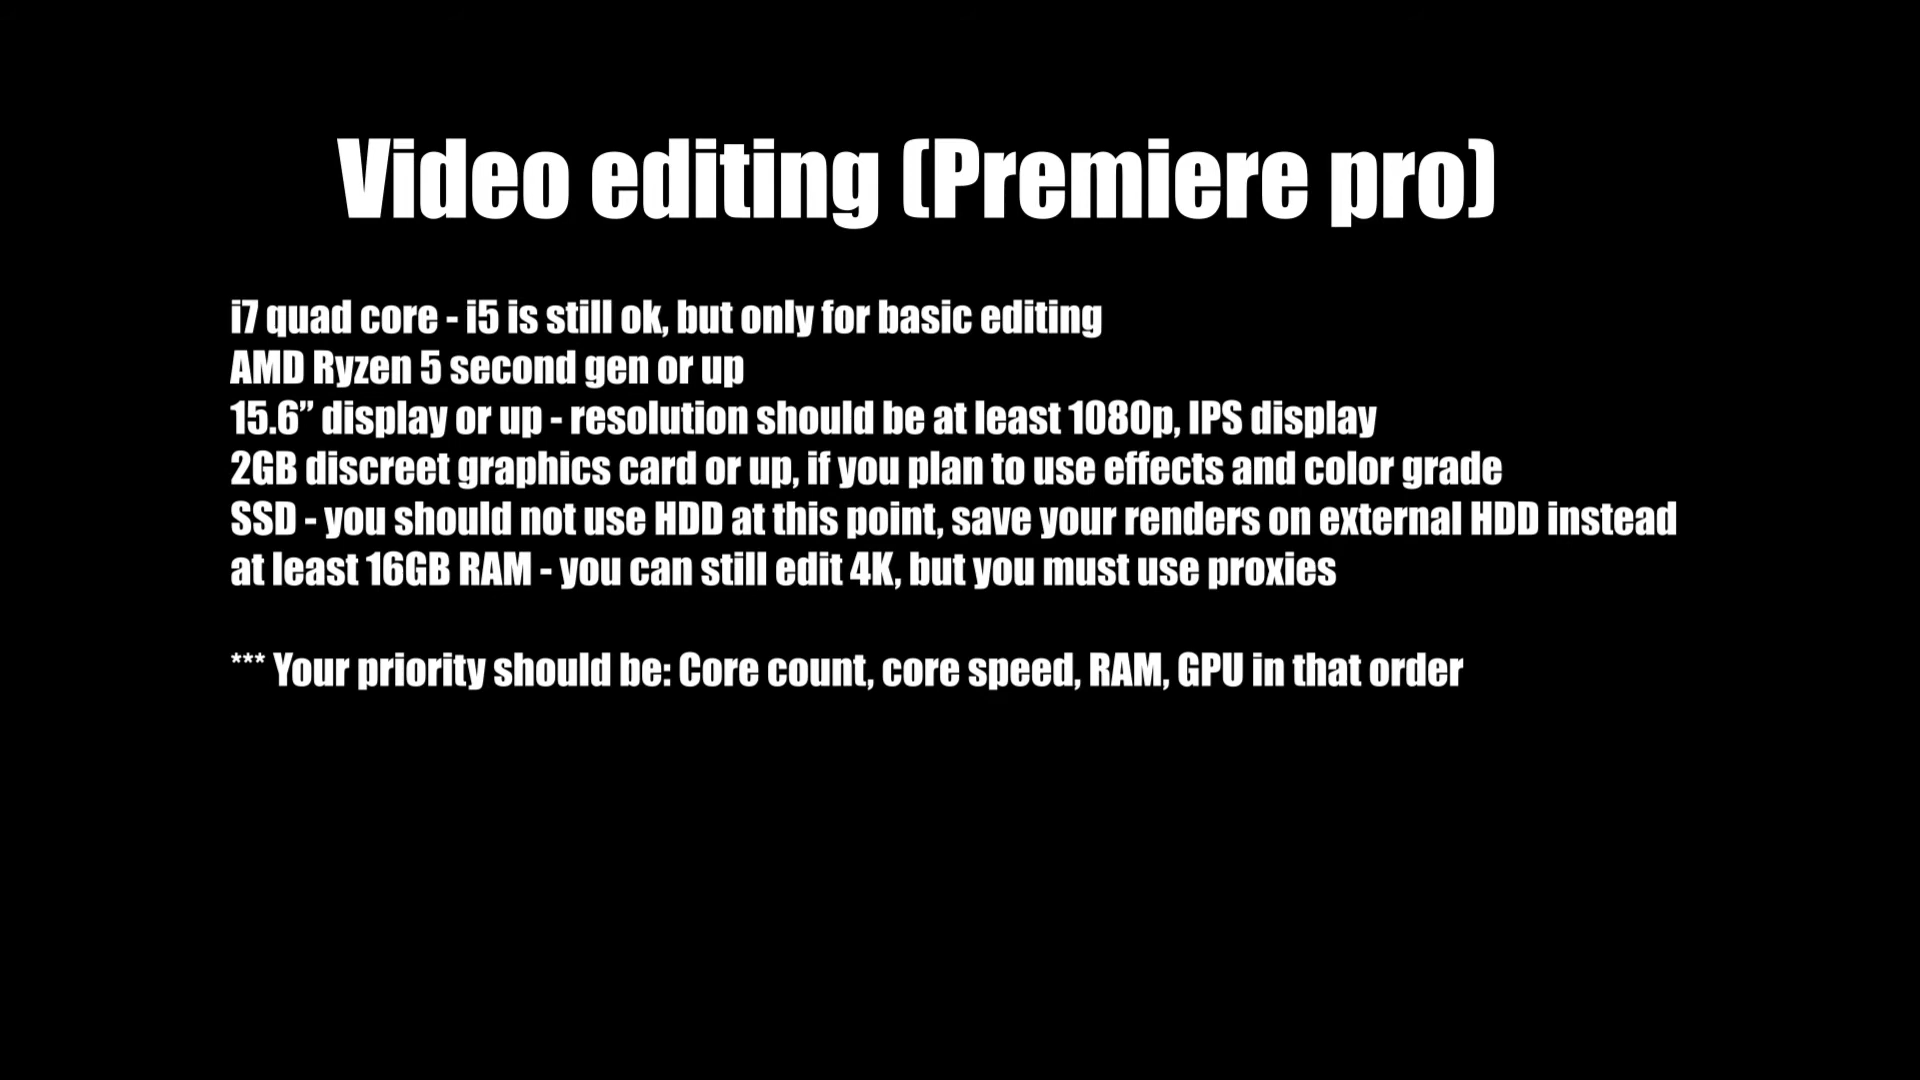 Video editing (Premiere pro)
i7 quad core - i5 is still ok, but only for basic editing
AMD Ryzen 5 second gen or up
15.6” display or up - resolution should be at least 1080p, IPS display
2GB discreet graphics card or up, if you plan to use effects and color grade
SSD - you should not use HDD at this point, save your renders on external HDD instead
at least 16GB RAM - you can still edit 4K, but you must use proxies
*** Your priority should be: Core count, core speed, RAM, GPU in that order